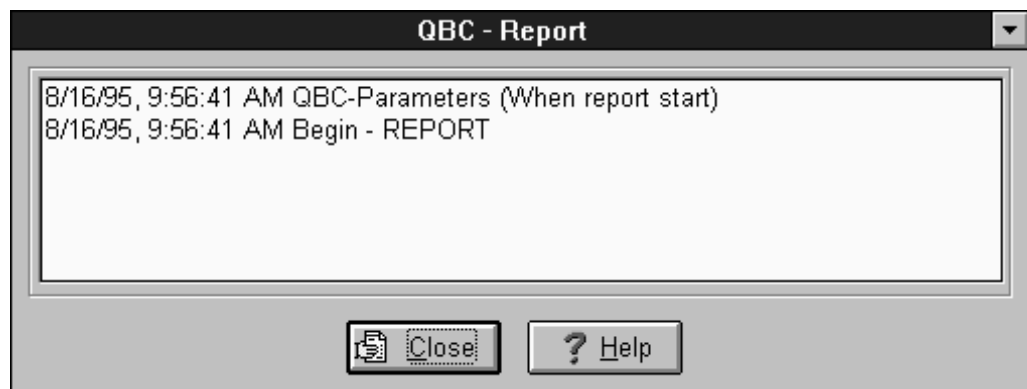 QBC - Report
8/16/95, 9:56:41 AM QBC-Parameters (When report start)
8/16/95, 9:56:41 AM Begin - REPORT
Close
? Help